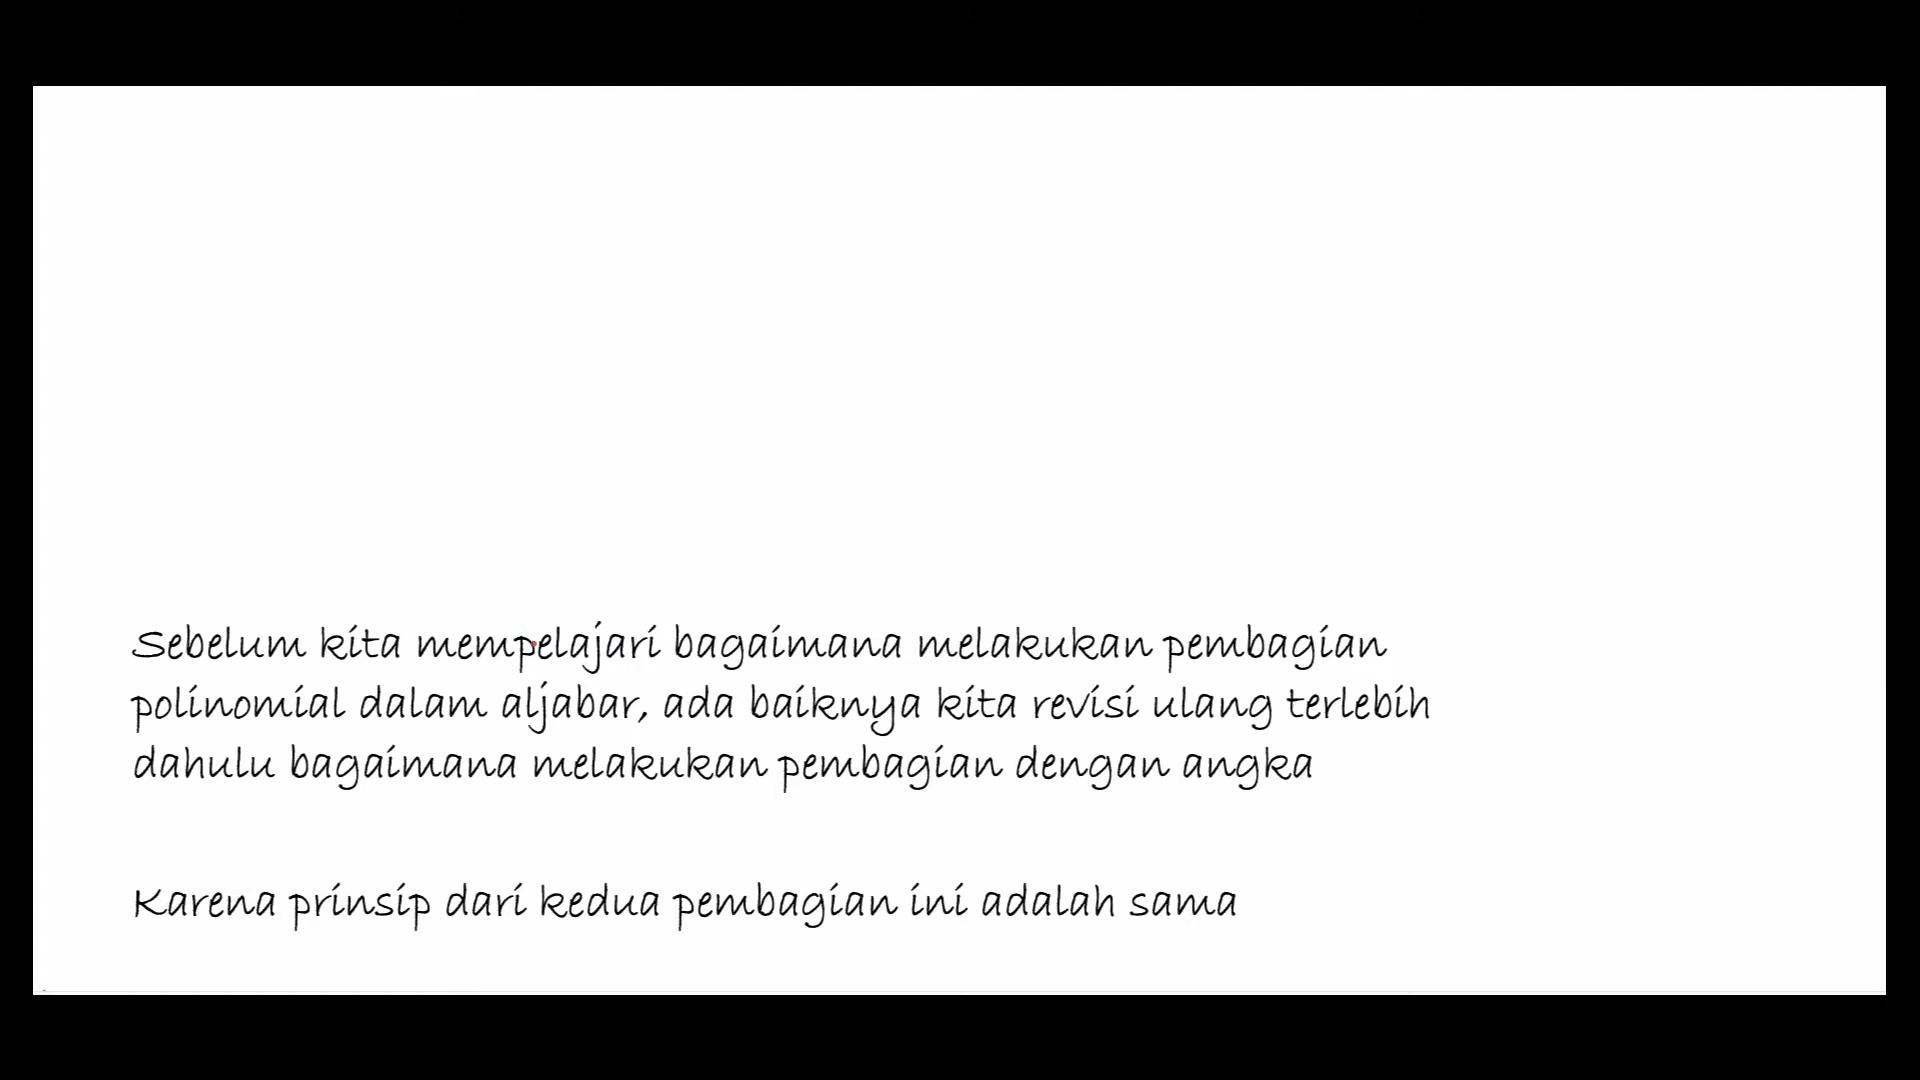 Sebelum kita mempelajari bagaimana melakukan pembagian
polinomial dalam aljabar, ada baiknya kita revisi ulang terlebih
dahulu bagaimana melakukan pembagian dengan angka
Karena prinsip dari kedua pembagian ini adalah sama